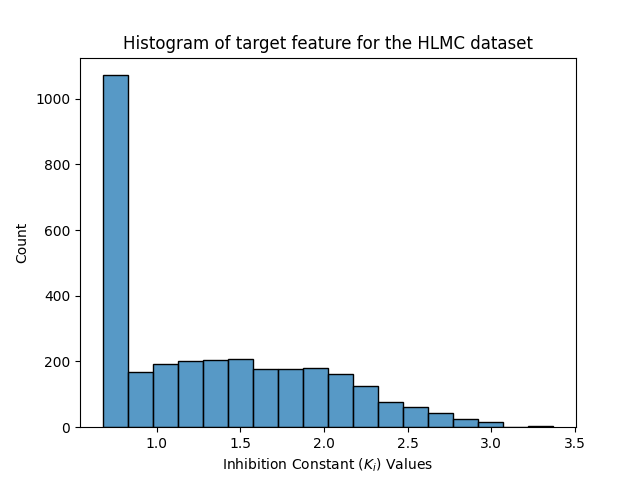 Histogram of target feature for the HLMC dataset
Count
1000
800
600
400
200
0
1.0 1.5 2.0 2.5 3.0 3.5
Inhibition Constant (K_i) Values